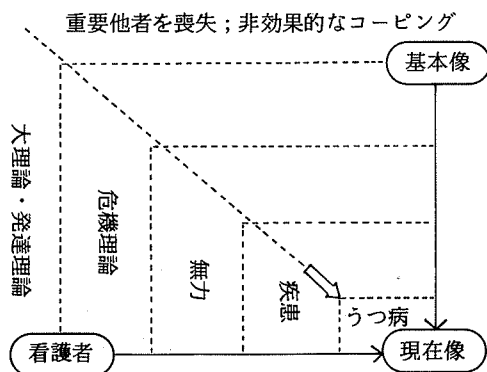 重要他者を喪失；非効果的なコーピング
基本像
大理論・発達理論
危機理論
無力
疾患
うつ病
看護者
現在像